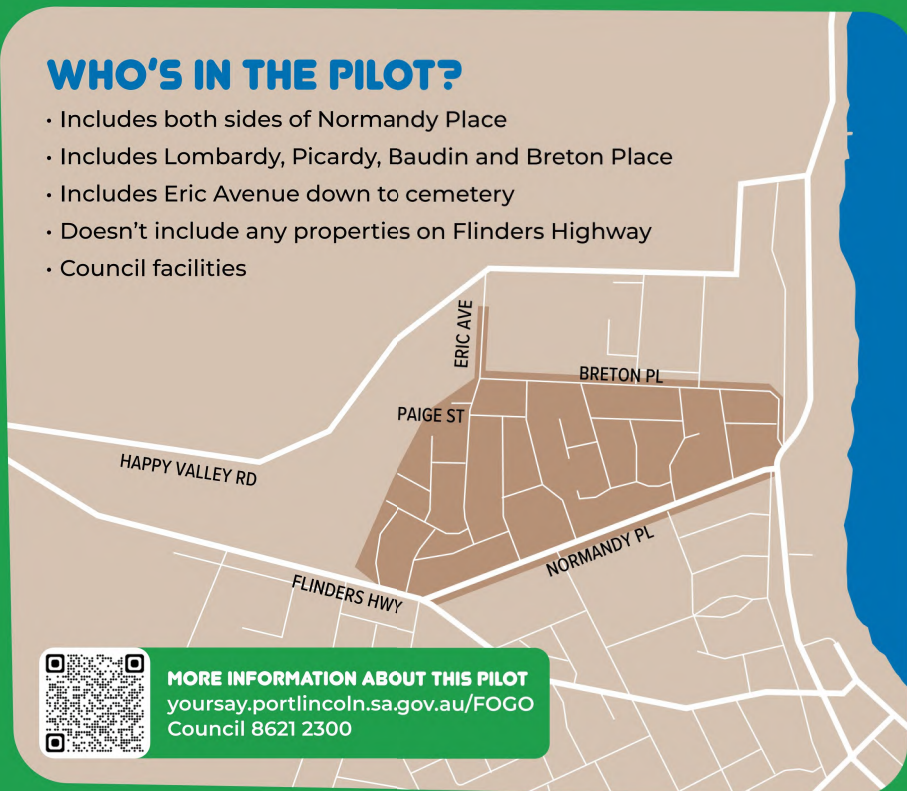 WHO'S IN THE PILOT?
• Includes both sides of Normandy Place
• Includes Lombardy, Picardy, Baudin and Breton Place
• Includes Eric Avenue down to cemetery
• Doesn't include any properties on Flinders Highway
• Council facilities
ERIC AVE
BRETON PL
PAIGE ST
HAPPY VALLEY RD
NORMANDY PL
FLINDERS HWY
MORE INFORMATION ABOUT THIS PILOT
yoursay.portlincoln.sa.gov.au/FOGO
Council 8621 2300